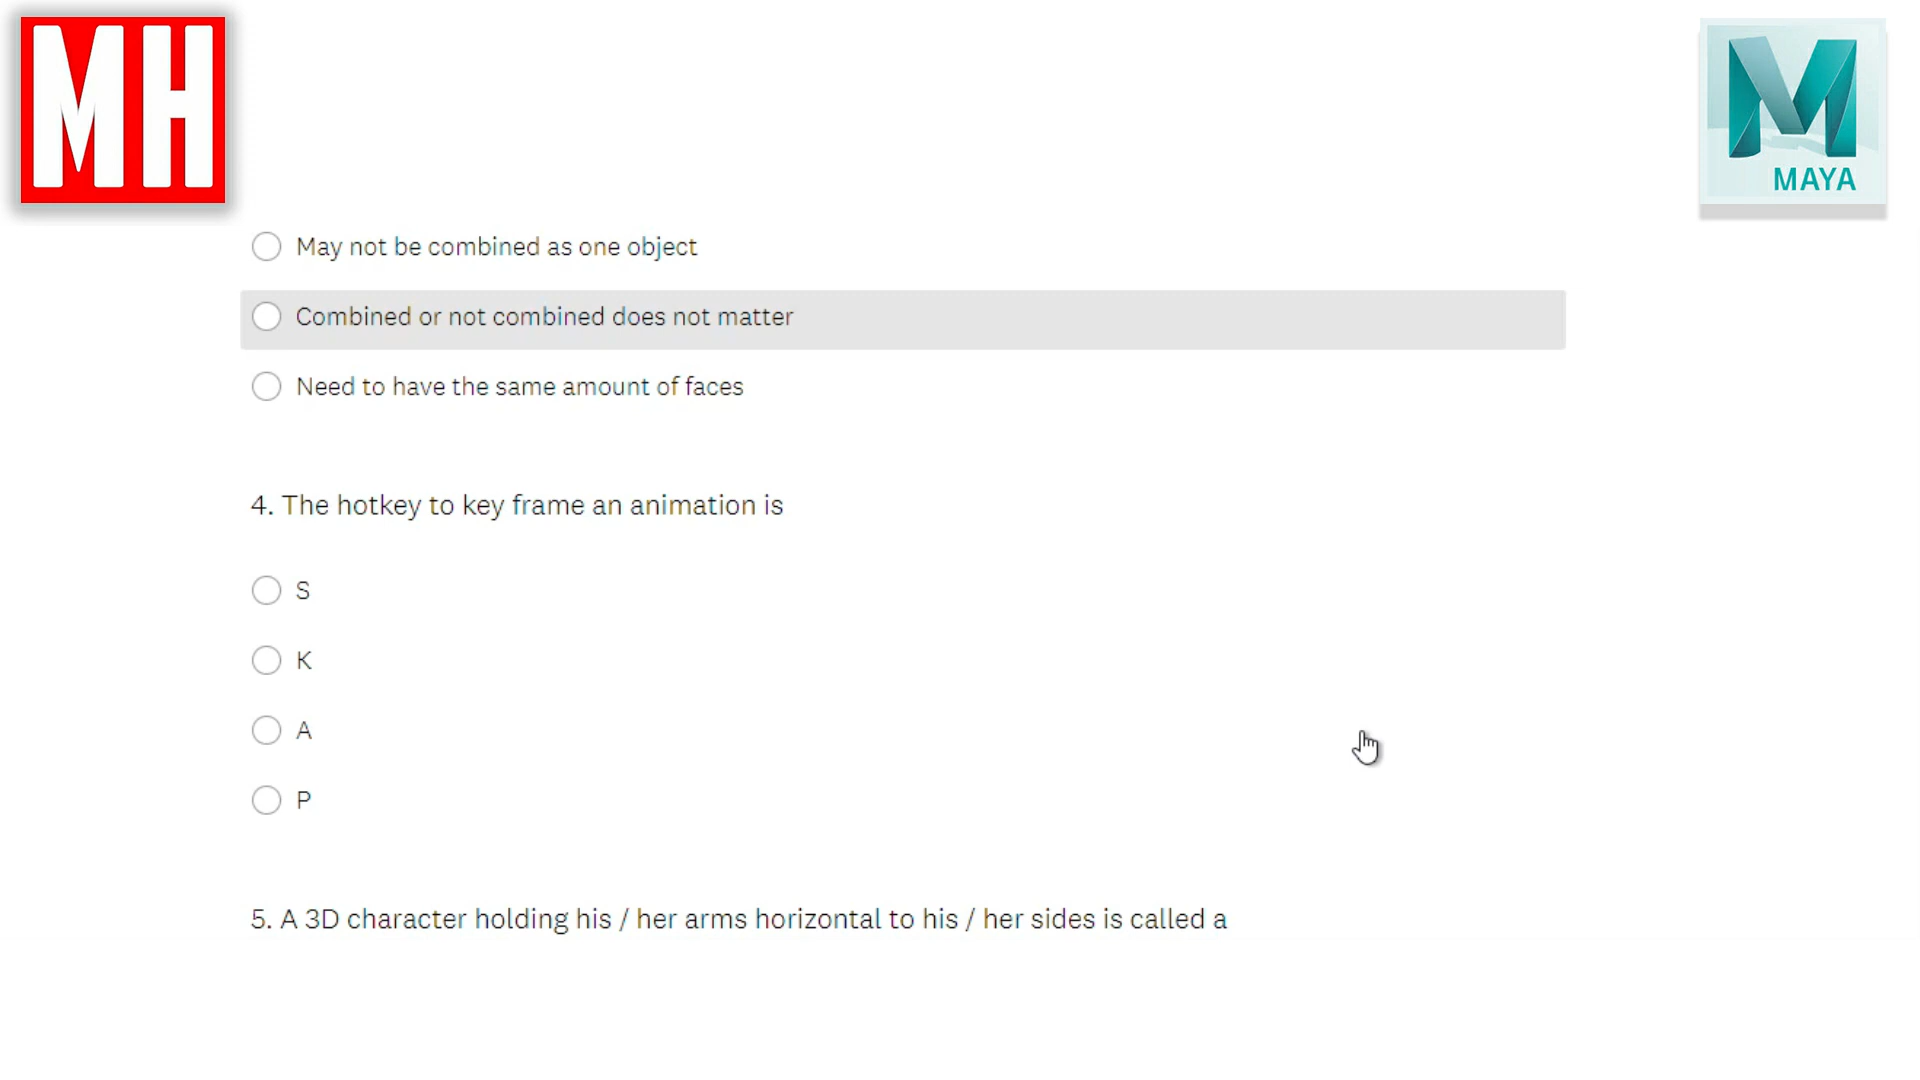 MH
MAYA
May not be combined as one object
Combined or not combined does not matter
Need to have the same amount of faces
4. The hotkey to key frame an animation is
S
K
A
P
5. A 3D character holding his / her arms horizontal to his / her sides is called a